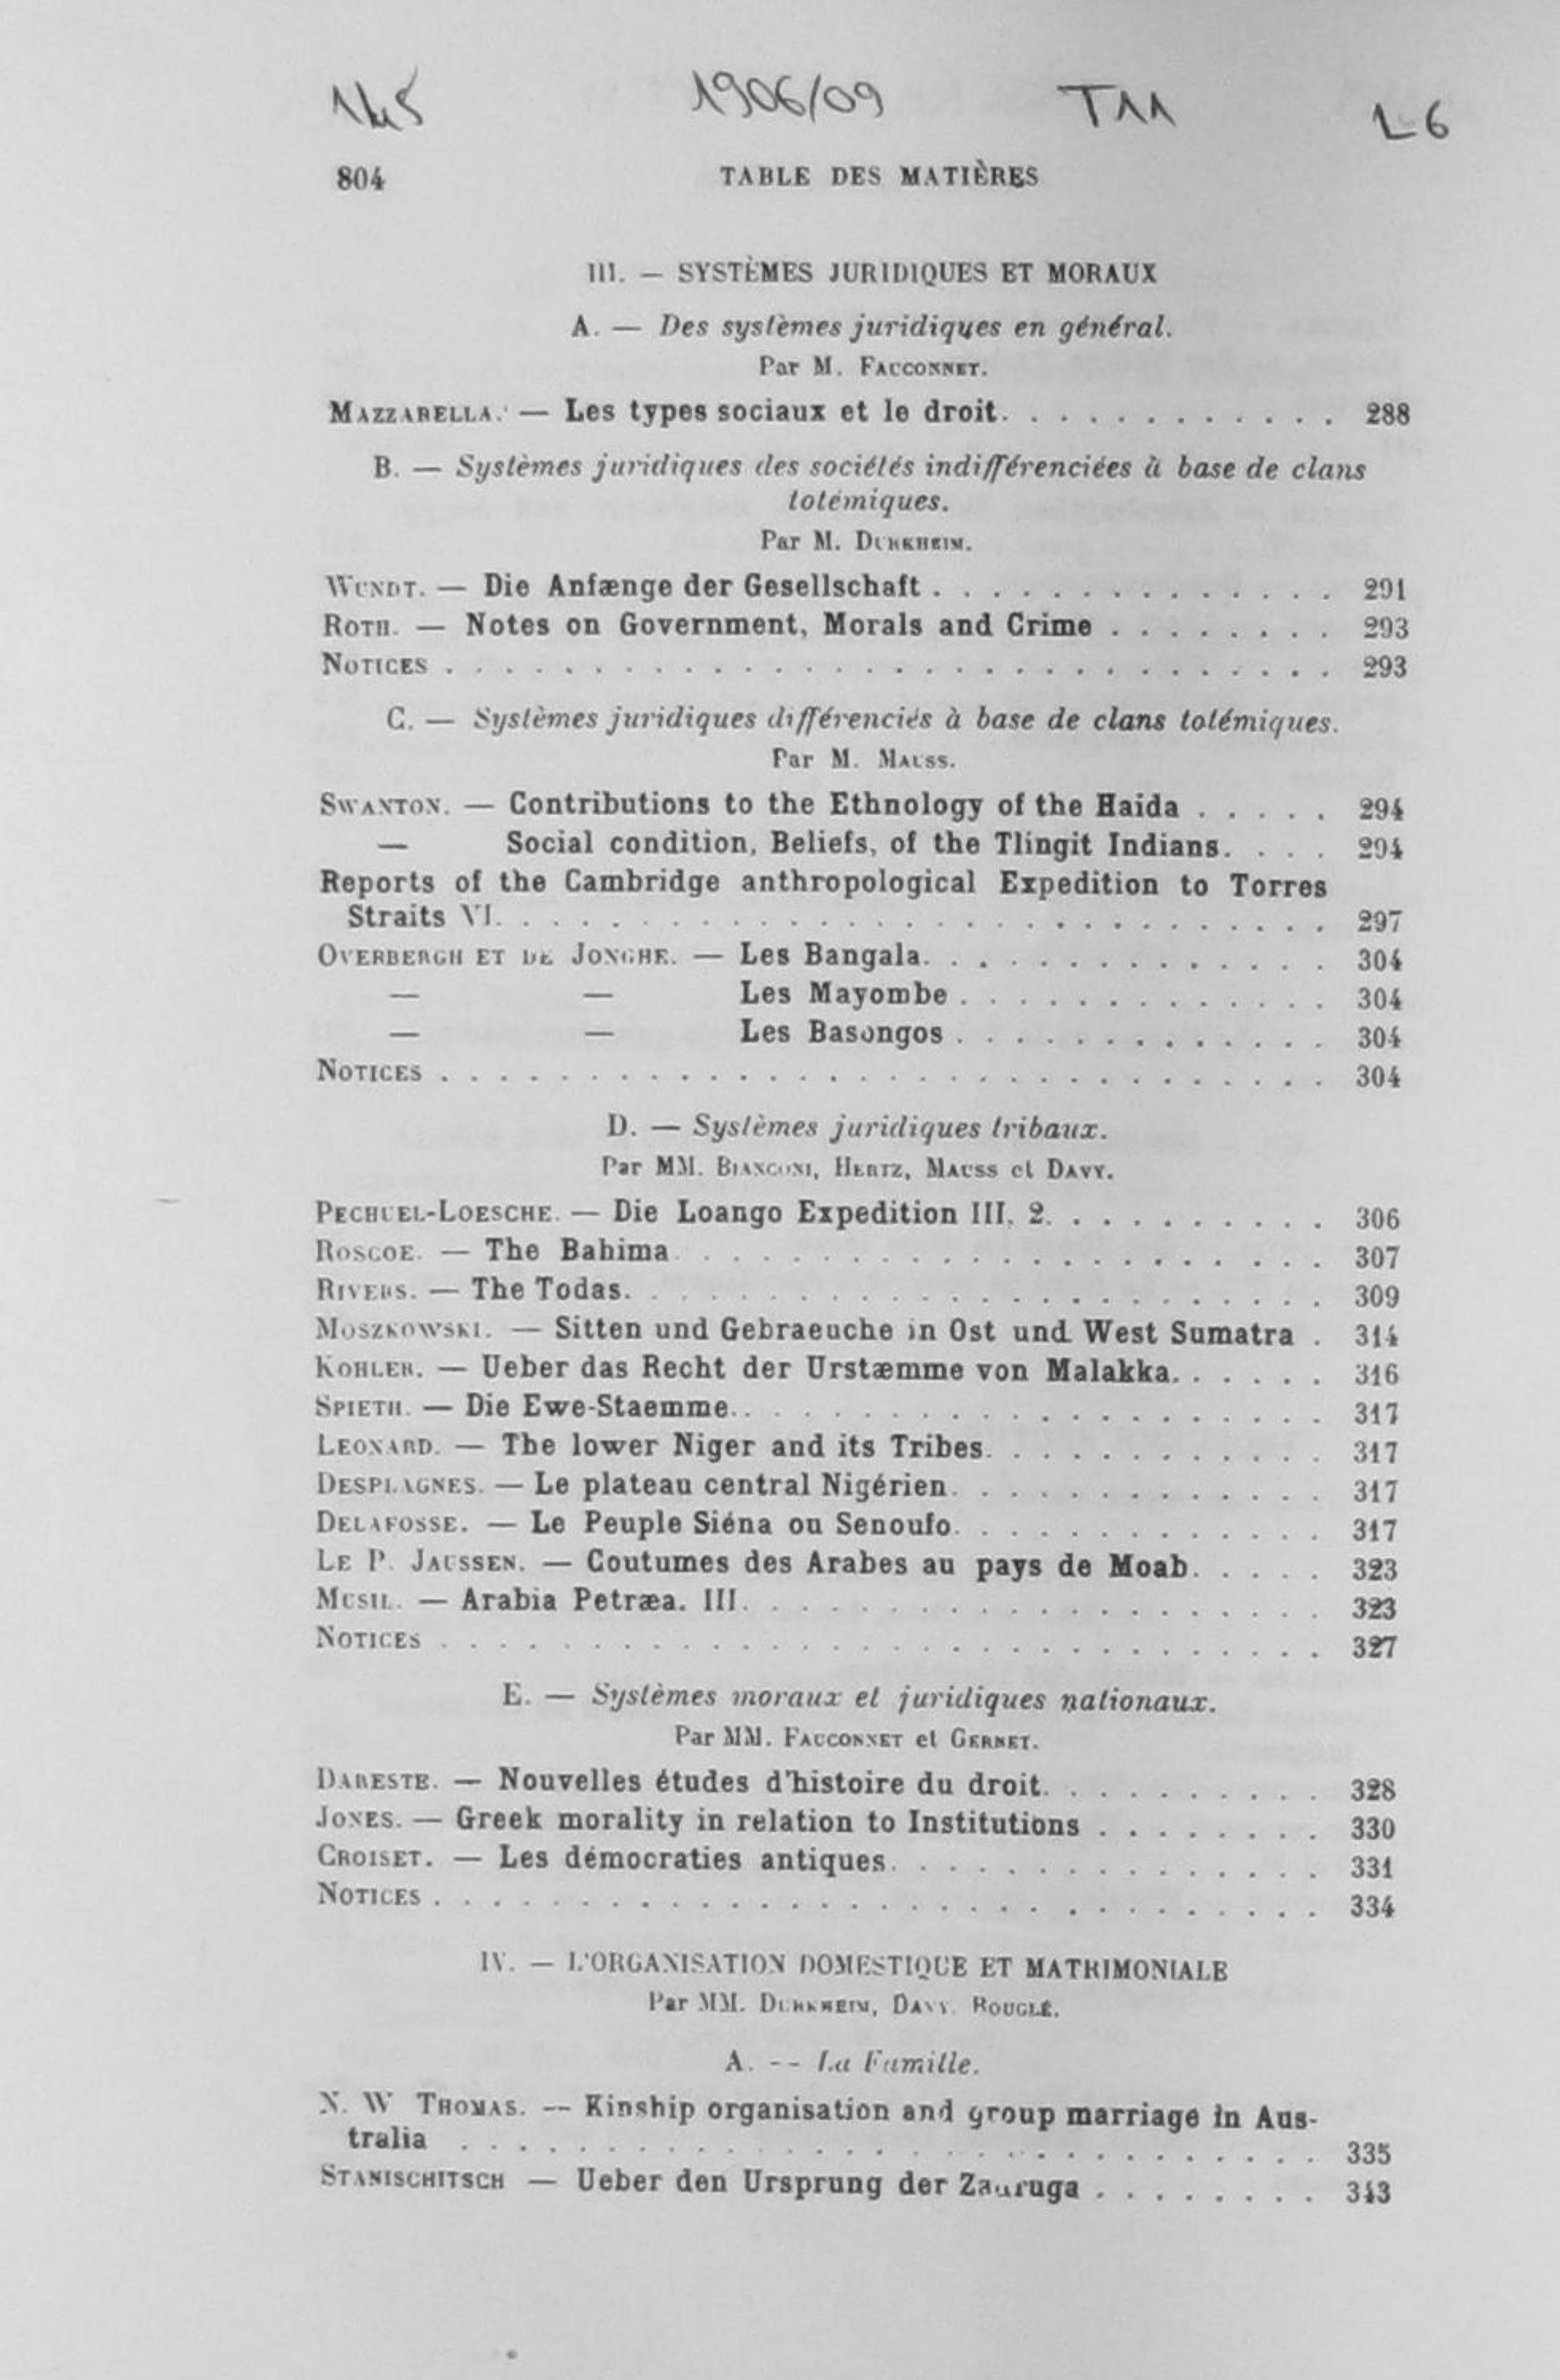 145 1906/09 T11 L6
804 TABLE DES MATIÈRES
III. — SYSTÈMES JURIDIQUES ET MORAUX
A. — Des systèmes juridiques en général.
Par M. FAUCONNET.
MAZZARELLA. — Les types sociaux et le droit. . . . . . . . . . . . 288
B. — Systèmes juridiques des sociétés indifférenciées à base de clans
totémiques.
Par M. DURKHEIM.
WUNDT. — Die Anfænge der Gesellschaft . . . . . . . . . . . . . . 291
ROTH. — Notes on Government, Morals and Crime . . . . . . . . 293
NOTICES . . . . . . . . . . . . . . . . . . . . . . . . . . . . . . 293
C. — Systèmes juridiques différenciés à base de clans totémiques.
Par M. MAUSS.
SWANTON. — Contributions to the Ethnology of the Haida . . . . . 294
— Social condition, Beliefs, of the Tlingit Indians. . . . 294
Reports of the Cambridge anthropological Expedition to Torres
Straits VI. . . . . . . . . . . . . . . . . . . . . . . . . . . . 297
OVERBERGH ET DE JONGHE. — Les Bangala. . . . . . . . . . . . . . 304
— — Les Mayombe . . . . . . . . . . . . . 304
— — Les Basongos . . . . . . . . . . . . . 304
NOTICES . . . . . . . . . . . . . . . . . . . . . . . . . . . . . . 304
D. — Systèmes juridiques tribaux.
Par MM. BIANCONI, HERTZ, MAUSS et DAVY.
PECHUEL-LOESCHE. — Die Loango Expedition III, 2. . . . . . . . . . 306
ROSCOE. — The Bahima . . . . . . . . . . . . . . . . . . . . . 307
RIVERS. — The Todas. . . . . . . . . . . . . . . . . . . . . . . . 309
MOSZKOWSKI. — Sitten und Gebraeuche in Ost und West Sumatra . 314
KOHLER. — Ueber das Recht der Urstæmme von Malakka. . . . . . 316
SPIETH. — Die Ewe-Staemme. . . . . . . . . . . . . . . . . . . . . 317
LEONARD. — The lower Niger and its Tribes. . . . . . . . . . . . 317
DESPLAGNES. — Le plateau central Nigérien. . . . . . . . . . . . . 317
DELAFOSSE. — Le Peuple Siéna ou Senoufo. . . . . . . . . . . . . 317
LE P. JAUSSEN. — Coutumes des Arabes au pays de Moab. . . . . 323
MUSIL. — Arabia Petræa. III. . . . . . . . . . . . . . . . . . . . 323
NOTICES . . . . . . . . . . . . . . . . . . . . . . . . . . . . . . 327
E. — Systèmes moraux et juridiques nationaux.
Par MM. FAUCONNET et GERNET.
DARESTE. — Nouvelles études d'histoire du droit. . . . . . . . . . 328
JONES. — Greek morality in relation to Institutions . . . . . . . . 330
CROISET. — Les démocraties antiques. . . . . . . . . . . . . . . 331
NOTICES . . . . . . . . . . . . . . . . . . . . . . . . . . . . . . 334
IV. — L'ORGANISATION DOMESTIQUE ET MATRIMONIALE
Par MM. DURKHEIM, DAVY. BOUGLÉ.
A. -- La Famille.
N. W THOMAS. — Kinship organisation and group marriage in Aus-
tralia . . . . . . . . . . . . . . . . . . . . . . . . . . . . . 335
STANISCHITSCH — Ueber den Ursprung der Zadruga . . . . . . . . 343